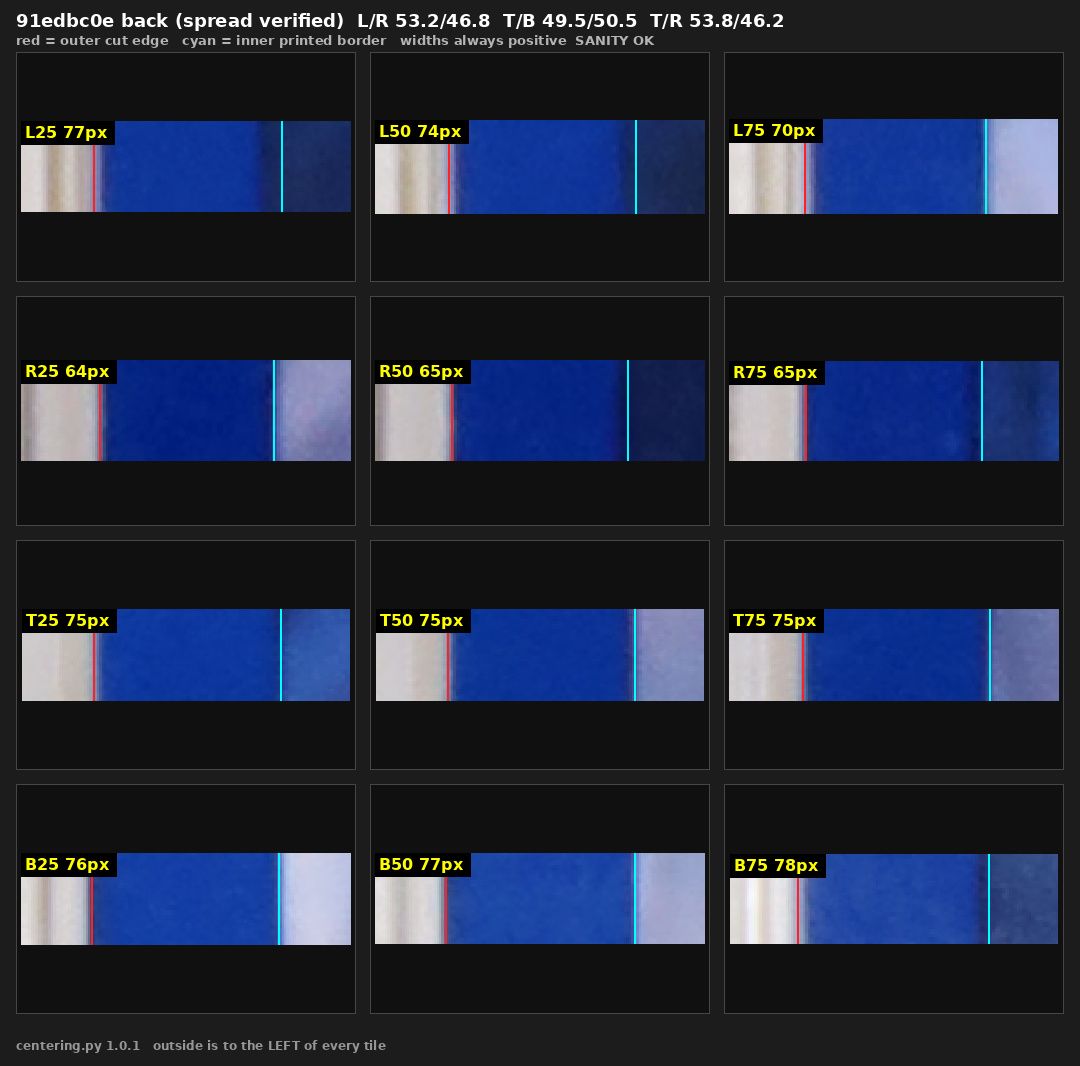 91edbc0e back (spread verified)  L/R 53.2/46.8  T/B 49.5/50.5  T/R 53.8/46.2
red = outer cut edge   cyan = inner printed border   widths always positive  SANITY OK
L25 77px
L50 74px
L75 70px
R25 64px
R50 65px
R75 65px
T25 75px
T50 75px
T75 75px
B25 76px
B50 77px
B75 78px
centering.py 1.0.1   outside is to the LEFT of every tile